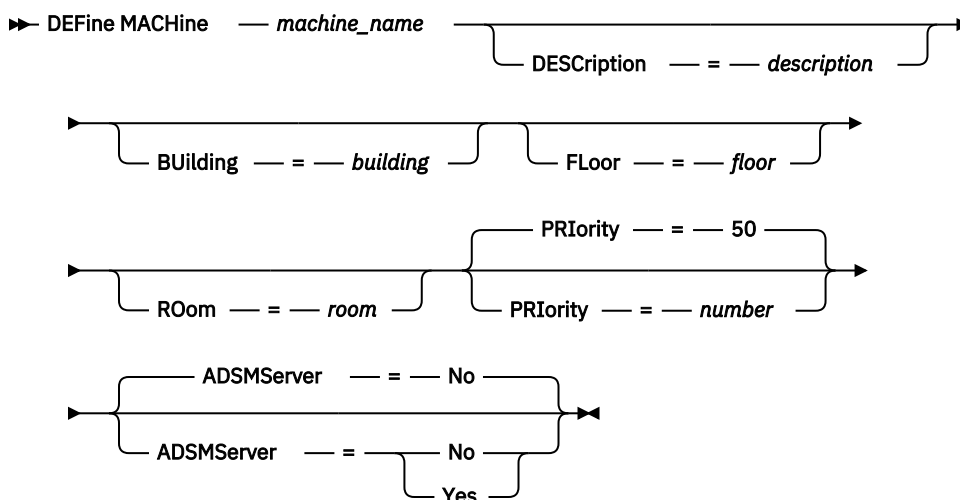 DEFine MACHine machine_name
DESCription = description
BUilding = building FLoor = floor
PRIority = 50
ROom = room PRIority = number
ADSMServer = No
ADSMServer = No
Yes